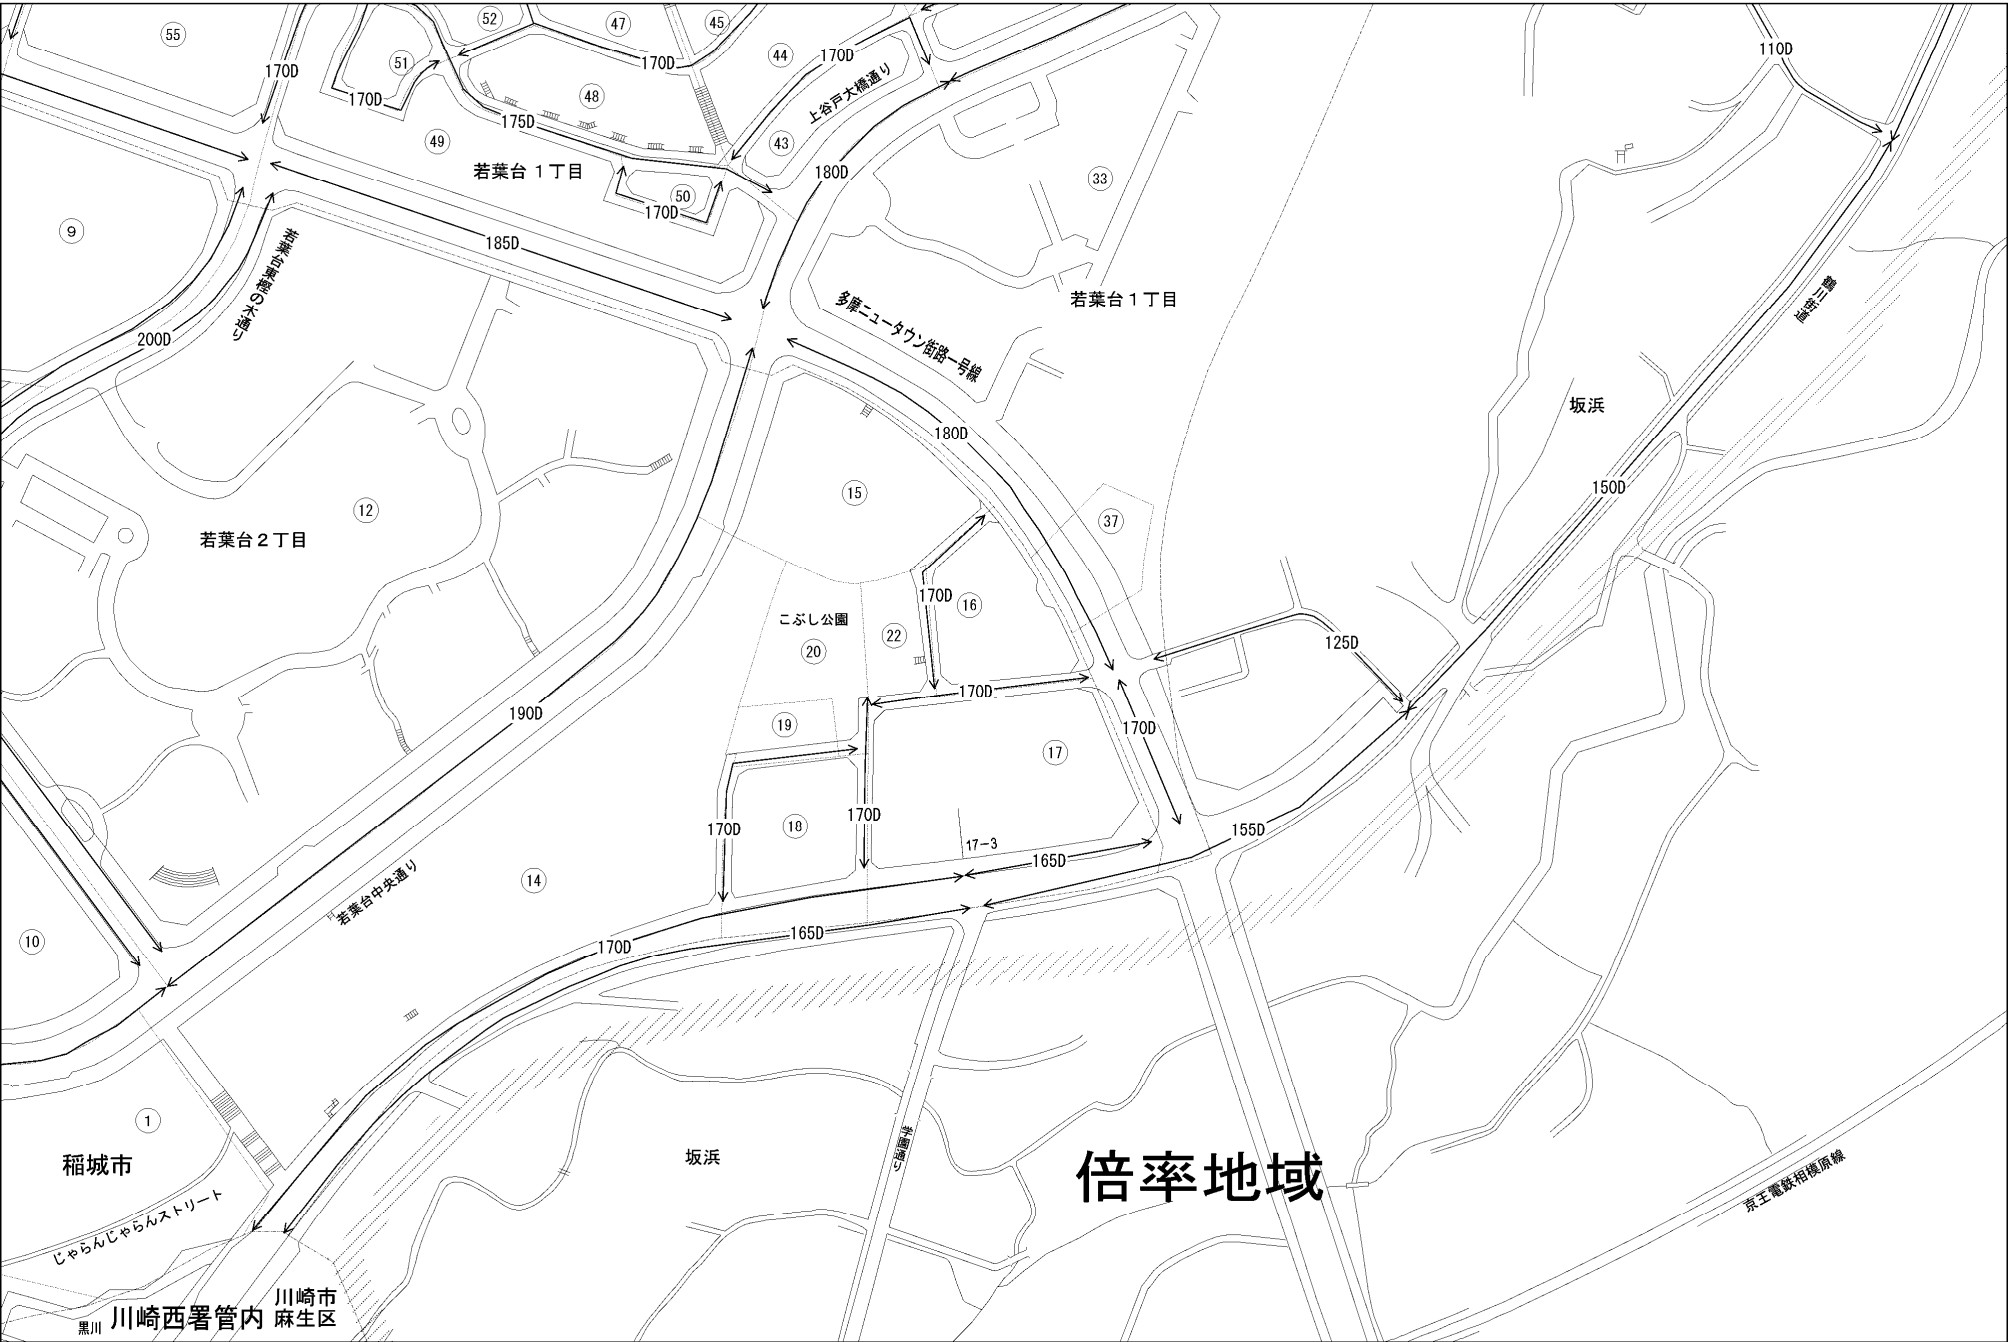 55
52
47
45
44
170D
110D
170D
51
170D
170D
48
上谷戸大橋通り
175D
49
43
若葉台1丁目
180D
33
50
170D
9
185D
若葉台東樫の木通り
若葉台1丁目
鶴川街道
多摩ニュータウン街路一号線
200D
坂浜
180D
150D
15
12
37
若葉台2丁目
170D
16
こぶし公園
22
20
125D
170D
190D
19
170D
17
170D
170D
18
155D
17-3
165D
14
若葉台中央通り
10
165D
170D
1
学園通り
稲城市
坂浜
倍率地域
京王電鉄相模原線
じゃらんじゃらんストリート
川崎市
麻生区
川崎西署管内
黒川